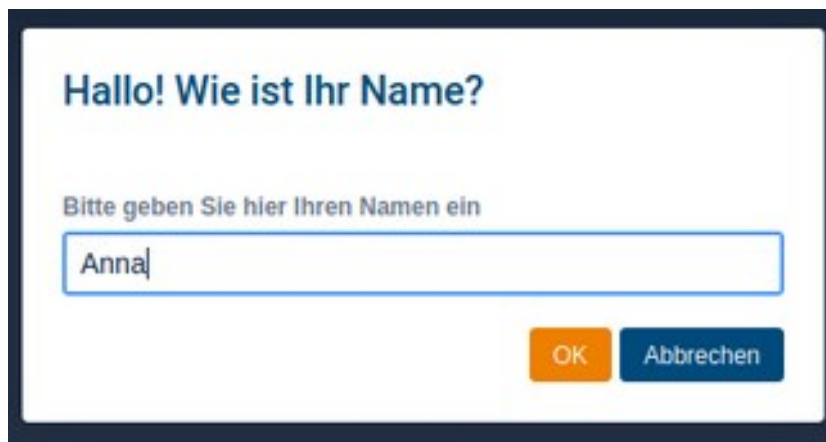 Hallo! Wie ist Ihr Name?
Bitte geben Sie hier Ihren Namen ein
Anna
OK Abbrechen